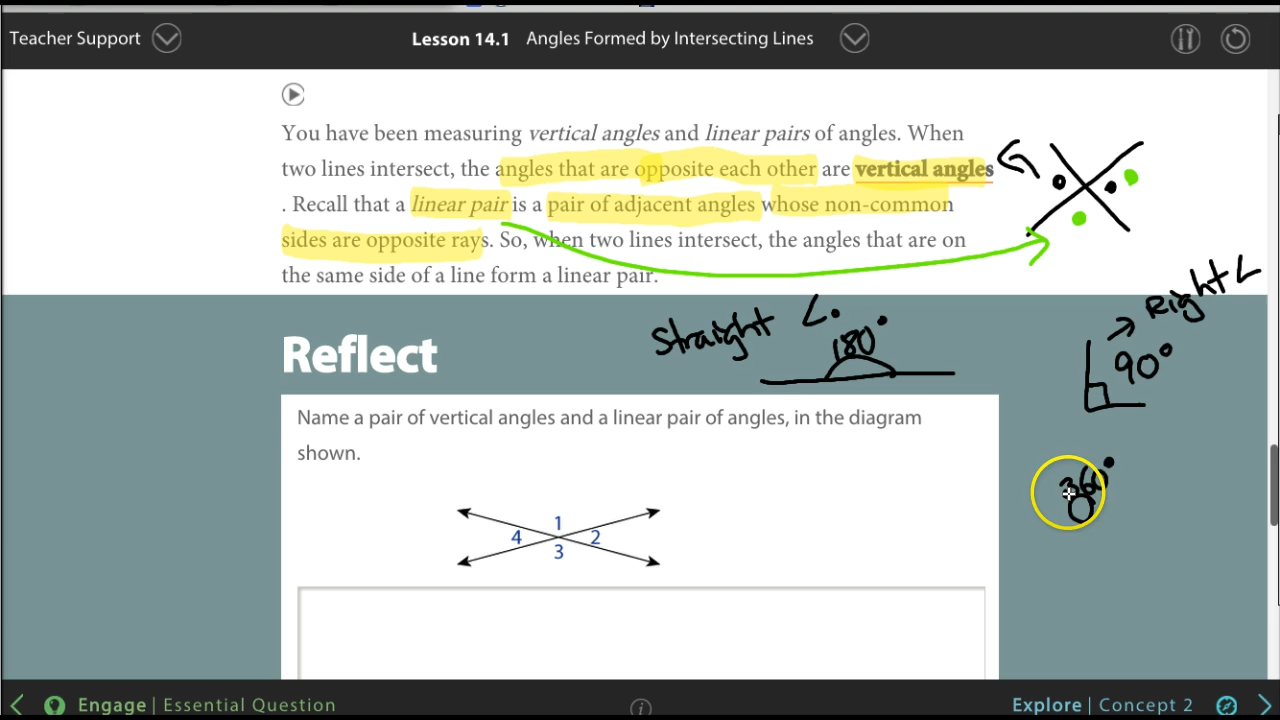 Teacher Support
Lesson 14.1 Angles Formed by Intersecting Lines
You have been measuring vertical angles and linear pairs of angles. When
two lines intersect, the angles that are opposite each other are vertical angles
. Recall that a linear pair is a pair of adjacent angles whose non-common
sides are opposite rays. So, when two lines intersect, the angles that are on
the same side of a line form a linear pair.
Straight ∠.
180°
Right ∠
90°
Reflect
Name a pair of vertical angles and a linear pair of angles, in the diagram
shown.
360°
1
4 2
3
Engage | Essential Question
i
Explore | Concept 2